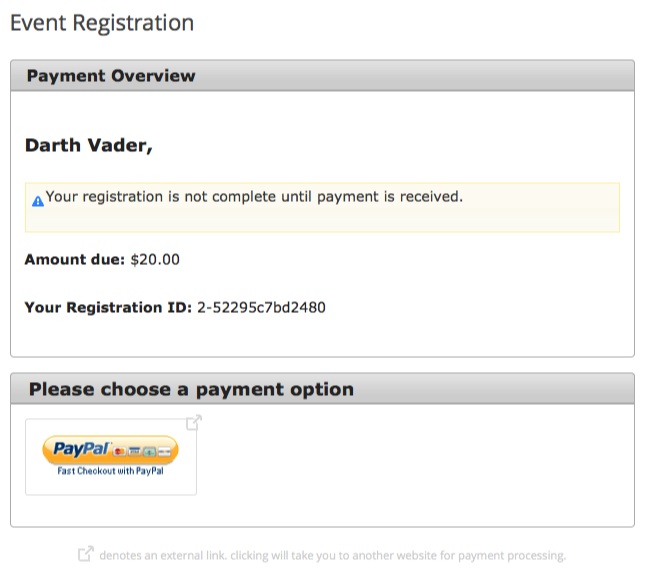 Event Registration
Payment Overview
Darth Vader,
Your registration is not complete until payment is received.
Amount due: $20.00
Your Registration ID: 2-52295c7bd2480
Please choose a payment option
PayPal
Fast Checkout with PayPal
denotes an external link. clicking will take you to another website for payment processing.